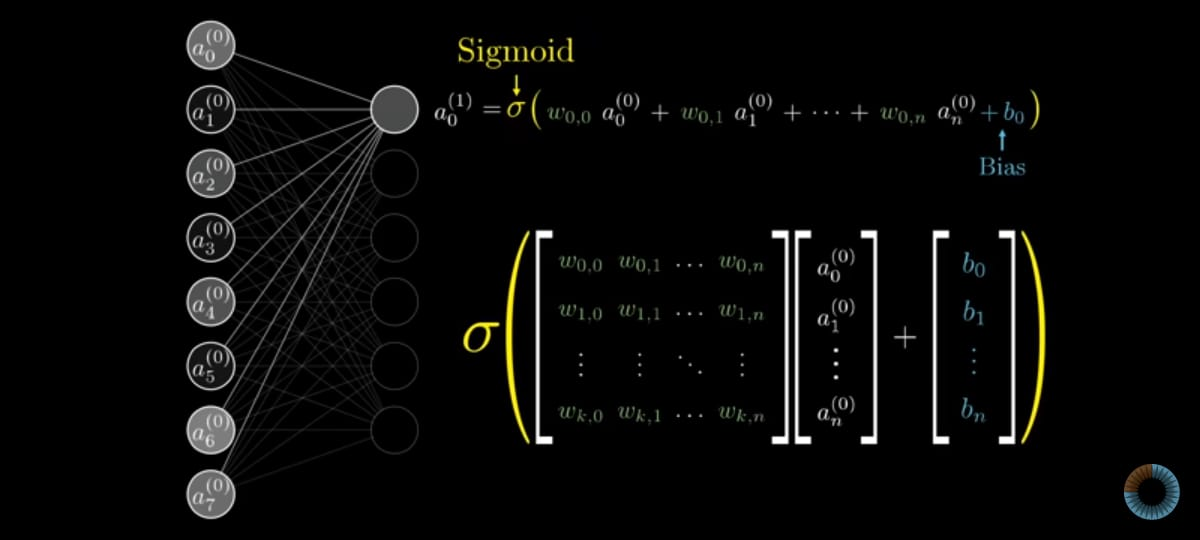 a_0^{(0)}
a_1^{(0)}
a_2^{(0)}
a_3^{(0)}
a_4^{(0)}
a_5^{(0)}
a_6^{(0)}
a_7^{(0)}
Sigmoid
a_0^{(1)} = σ( w_{0,0} a_0^{(0)} + w_{0,1} a_1^{(0)} + ⋯ + w_{0,n} a_n^{(0)} + b_0 )
Bias
σ( [ w_{0,0} w_{0,1} … w_{0,n} ] [ a_0^{(0)} ] [ b_0 ]
w_{1,0} w_{1,1} … w_{1,n} a_1^{(0)} b_1
⋮ ⋮ ⋱ ⋮ ⋮ + ⋮
w_{k,0} w_{k,1} … w_{k,n} a_n^{(0)} b_n )